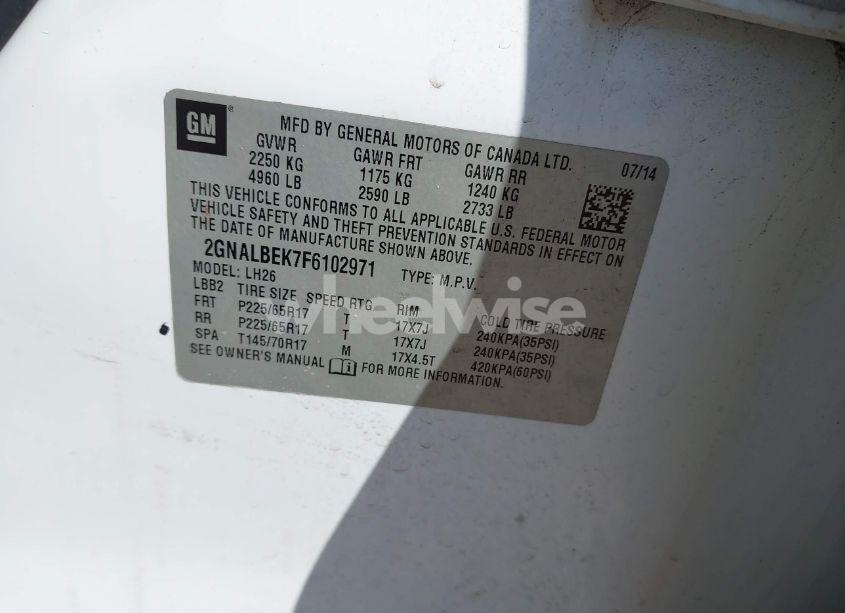 GM ®
MFD BY GENERAL MOTORS OF CANADA LTD.
07/14
GVWR GAWR FRT GAWR RR
2250 KG 1175 KG 1240 KG
4960 LB 2590 LB 2733 LB
THIS VEHICLE CONFORMS TO ALL APPLICABLE U.S. FEDERAL MOTOR
VEHICLE SAFETY AND THEFT PREVENTION STANDARDS IN EFFECT ON
THE DATE OF MANUFACTURE SHOWN ABOVE.
2GNALBEK7F6102971 TYPE: M.P.V.
MODEL: LH26
LBB2 TIRE SIZE SPEED RTG RIM COLD TIRE PRESSURE
FRT P225/65R17 T 17X7J 240KPA(35PSI)
RR P225/65R17 T 17X7J 240KPA(35PSI)
SPA T145/70R17 M 17X4.5T 420KPA(60PSI)
SEE OWNER'S MANUAL FOR MORE INFORMATION.
wheelwise